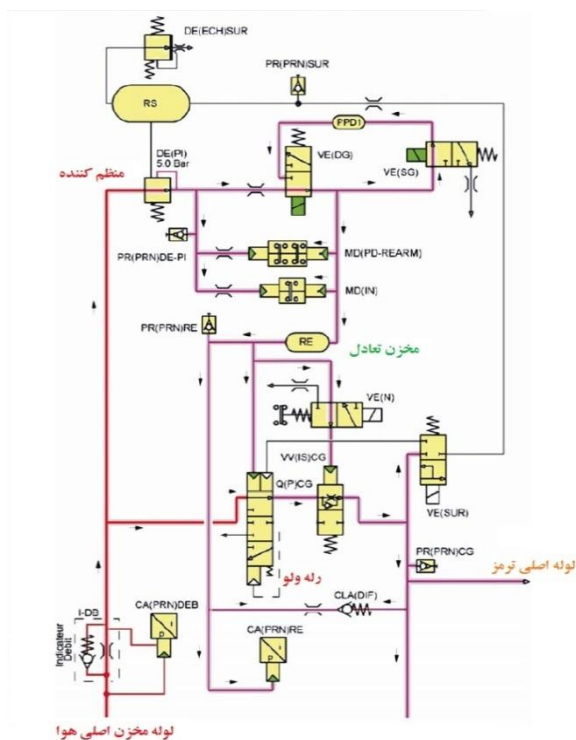 DE(ECH)SUR
PR(PRN)SUR
RS
PPD1
VE(DG)
VE(SG)
DE(PI)
5.0 Bar
منظم کننده
PR(PRN)DE-PI
MD(PD-REARM)
MD(IN)
PR(PRN)RE
RE
مخزن تعادل
VE(N)
VV(IS)CG
Q(P)CG
VE(SUR)
PR(PRN)CG
لوله اصلی ترمز
رله ولو
I-DB
CA(PRN)DEB
CLA(DIF)
CA(PRN)RE
Indicateur
Debit
لوله مخزن اصلی هوا